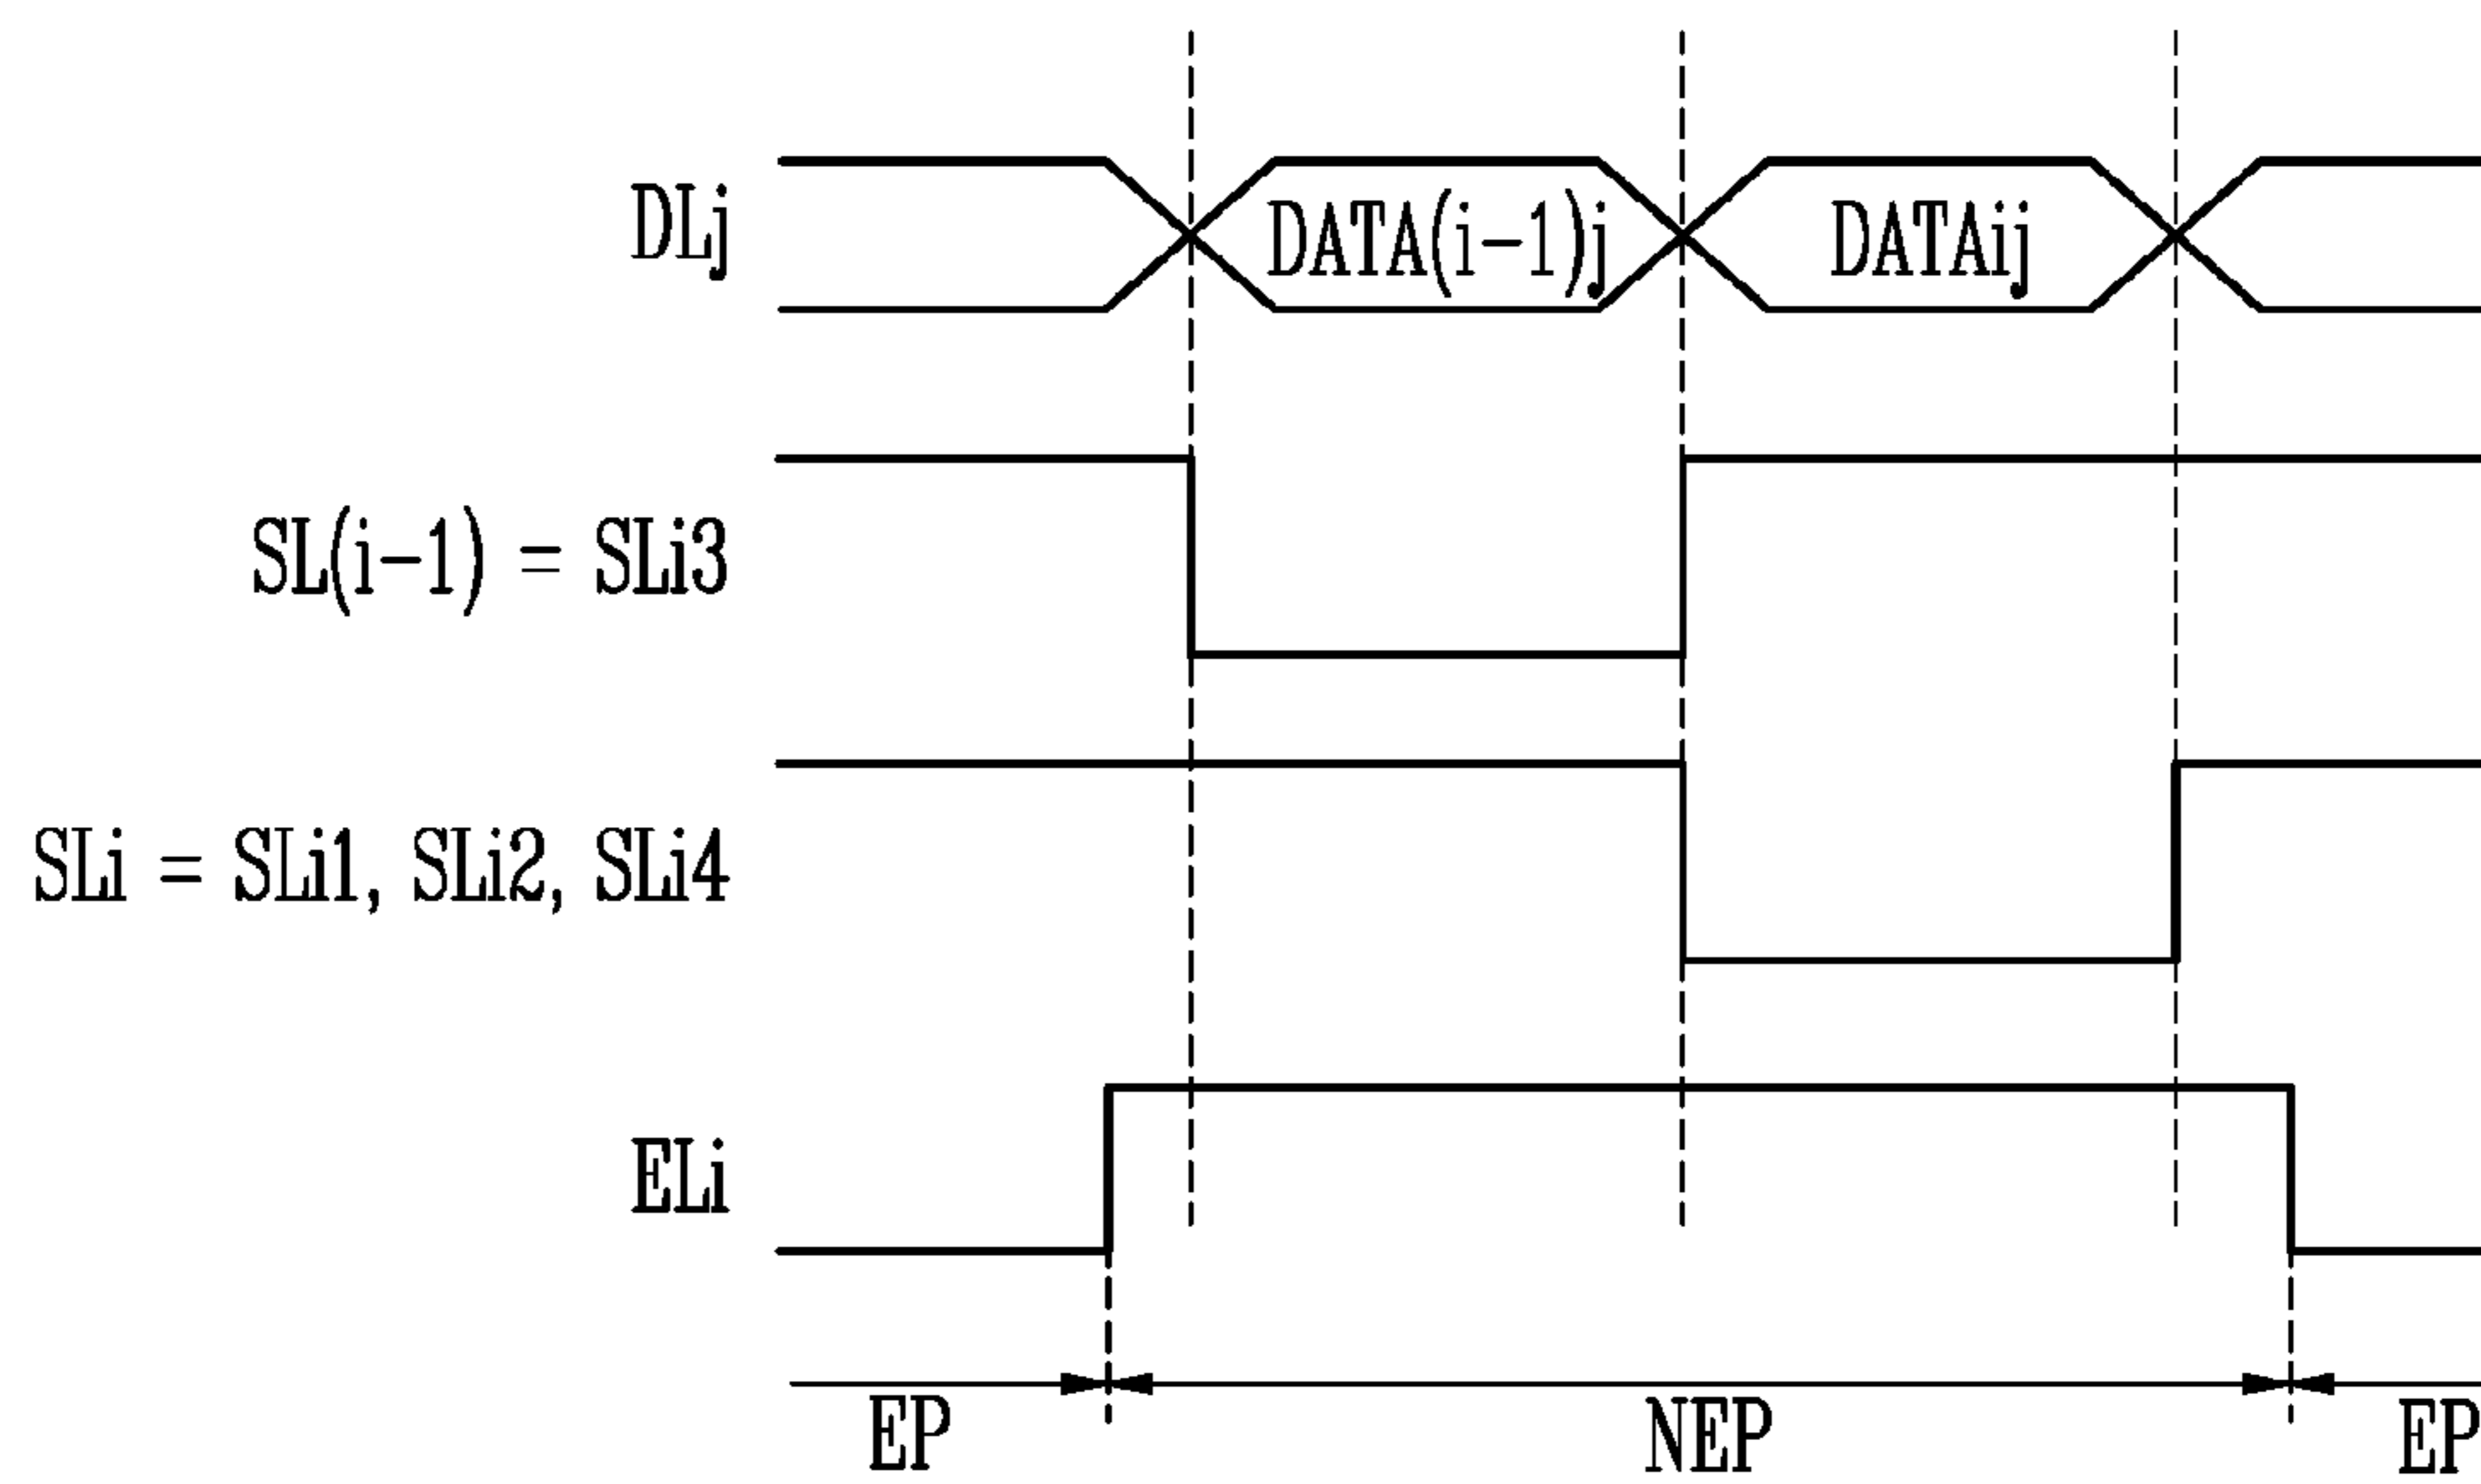 DLj
DATA(i-1)j
DATAij
SL(i-1) = SLi3
SLi = SLi1, SLi2, SLi4
ELi
EP
NEP
EP